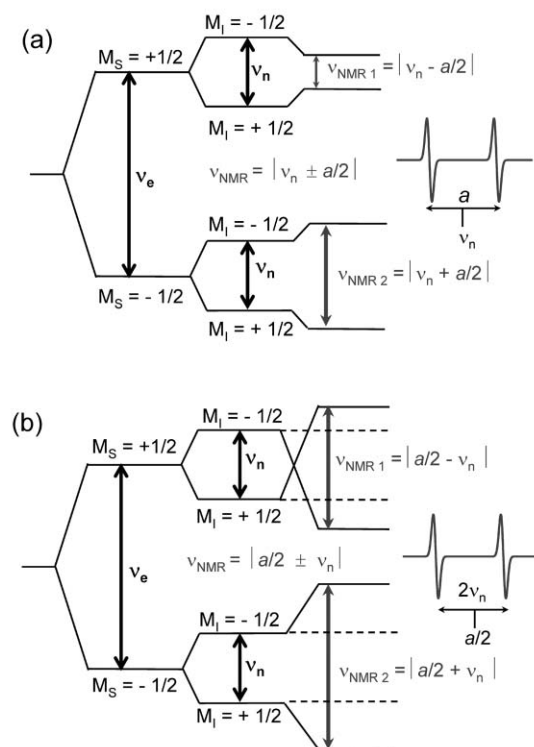 (a)
M_I = - 1/2
M_S = +1/2
ν_n
ν_NMR 1 = |ν_n - a/2|
M_I = + 1/2
ν_e
ν_NMR = |ν_n ± a/2|
a
ν_n
M_I = - 1/2
ν_n
ν_NMR 2 = |ν_n + a/2|
M_S = - 1/2
M_I = + 1/2
(b)
M_I = - 1/2
M_S = +1/2
ν_n
ν_NMR 1 = |a/2 - ν_n|
M_I = + 1/2
ν_e
ν_NMR = |a/2 ± ν_n|
2ν_n
a/2
M_I = - 1/2
ν_n
ν_NMR 2 = |a/2 + ν_n|
M_S = - 1/2
M_I = + 1/2